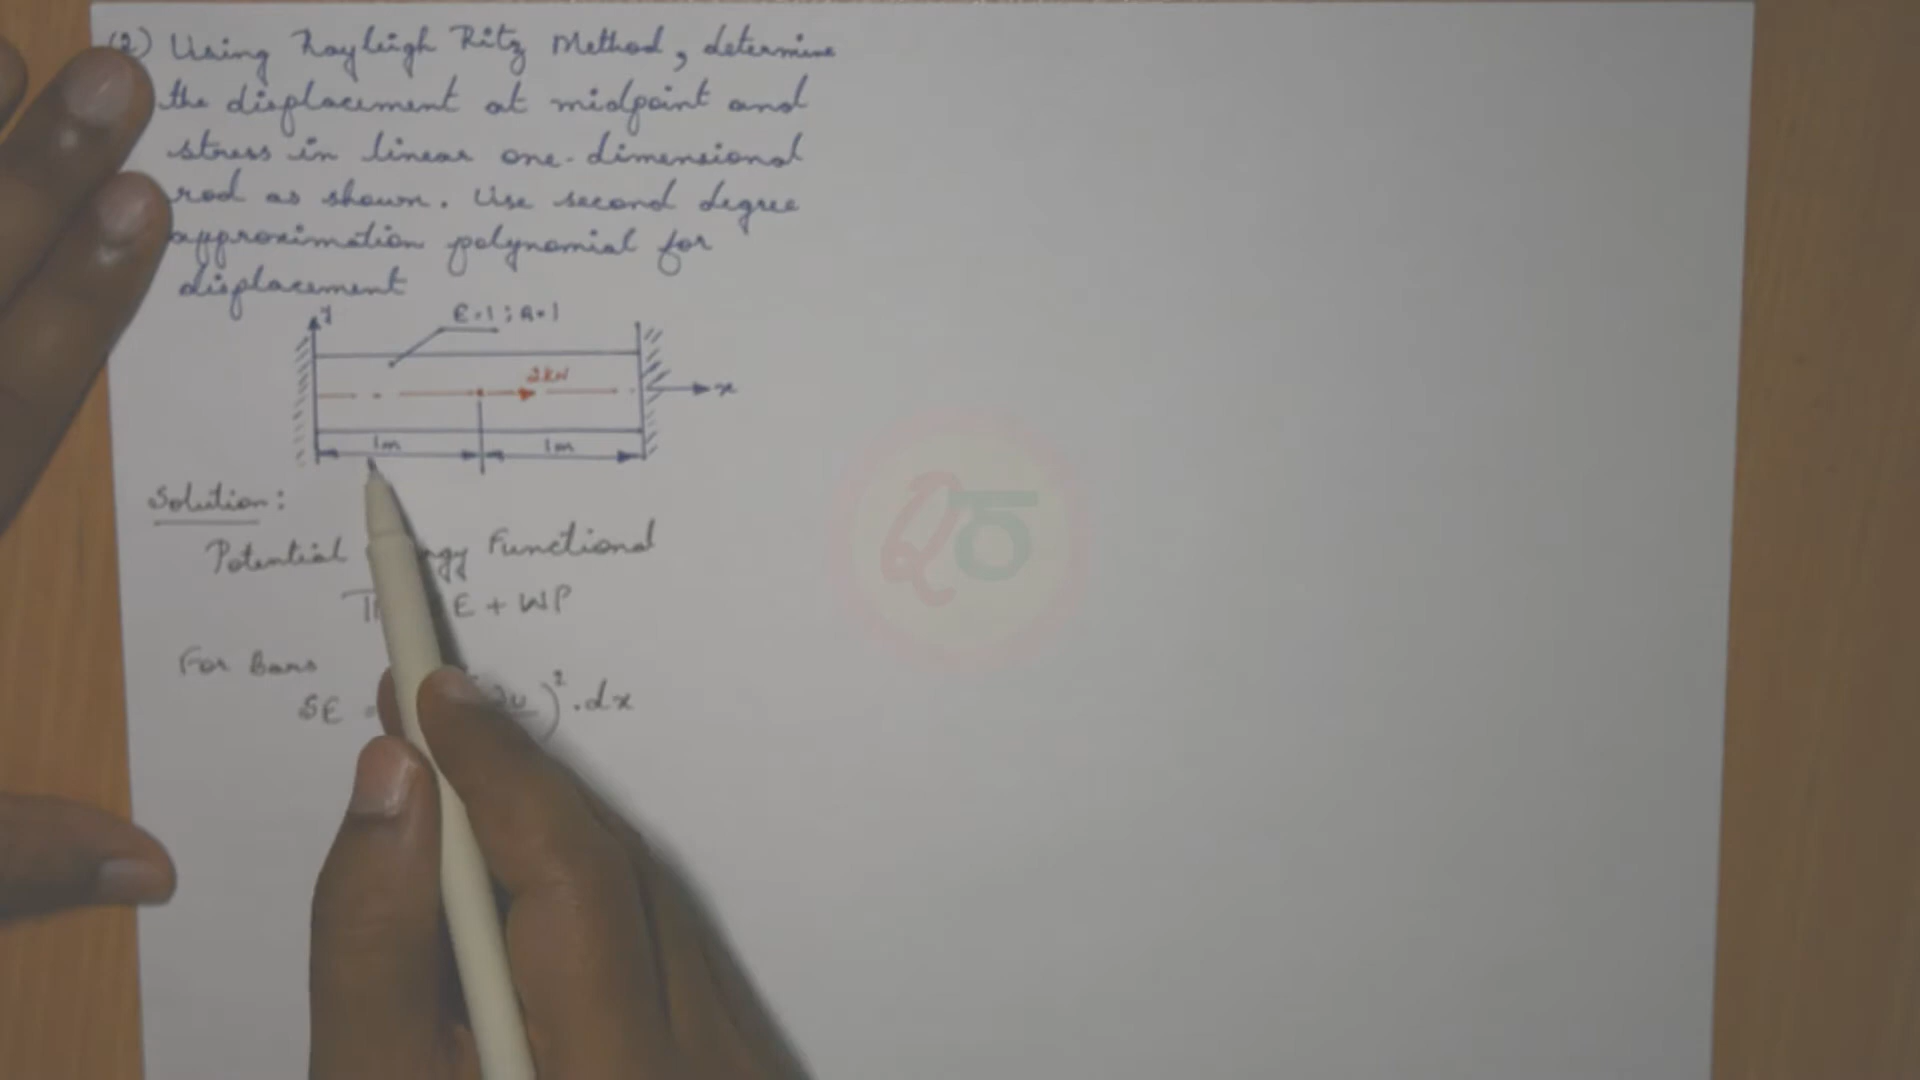 (2) Using Rayleigh Ritz Method, determine
the displacement at midpoint and
stress in linear one-dimensional
rod as shown. Use second degree
approximation polynomial for
displacement
y
E=1 ; A=1
2kN
x
1m 1m
Solution:
Potential Functional
E + WP
For Bars
SE = )² . dx